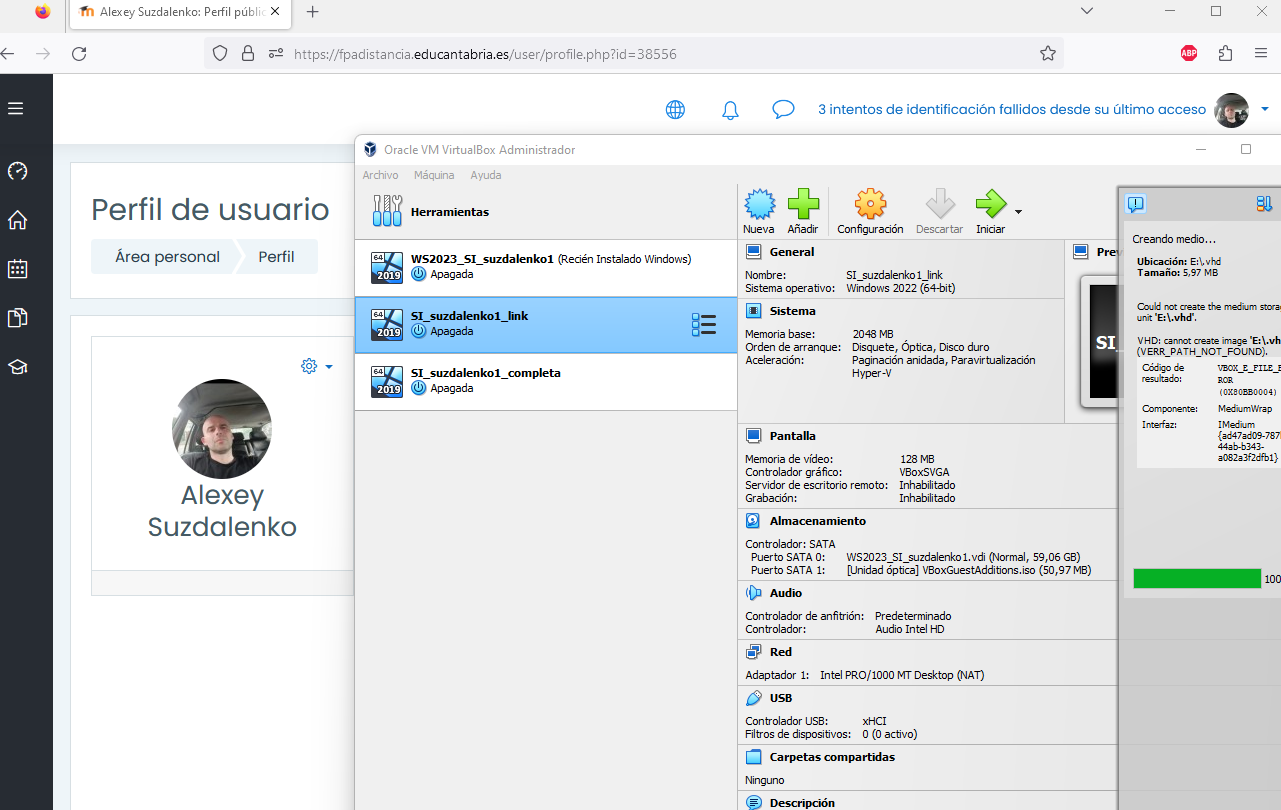 Alexey Suzdalenko: Perfil públic
https://fpadistancia.educantabria.es/user/profile.php?id=38556
ABP
3 intentos de identificación fallidos desde su último acceso
Perfil de usuario
Área personal
Perfil
Alexey
Suzdalenko
Oracle VM VirtualBox Administrador
Archivo Máquina Ayuda
Herramientas
64
2019
WS2023_SI_suzdalenko1 (Recién Instalado Windows)
Apagada
64
2019
SI_suzdalenko1_link
Apagada
64
2019
SI_suzdalenko1_completa
Apagada
Nueva Añadir Configuración Descartar Iniciar
General
Nombre: SI_suzdalenko1_link
Sistema operativo: Windows 2022 (64-bit)
Prev
SI_
Sistema
Memoria base: 2048 MB
Orden de arranque: Disquete, Óptica, Disco duro
Aceleración: Paginación anidada, Paravirtualización
Hyper-V
Pantalla
Memoria de vídeo: 128 MB
Controlador gráfico: VBoxSVGA
Servidor de escritorio remoto: Inhabilitado
Grabación: Inhabilitado
Almacenamiento
Controlador: SATA
Puerto SATA 0: WS2023_SI_suzdalenko1.vdi (Normal, 59,06 GB)
Puerto SATA 1: [Unidad óptica] VBoxGuestAdditions.iso (50,97 MB)
Audio
Controlador de anfitrión: Predeterminado
Controlador: Audio Intel HD
Red
Adaptador 1: Intel PRO/1000 MT Desktop (NAT)
USB
Controlador USB: xHCI
Filtros de dispositivos: 0 (0 activo)
Carpetas compartidas
Ninguno
Descripción
Creando medio...
Ubicación: E:\.vhd
Tamaño: 5,97 MB
Could not create the medium storag
unit 'E:\.vhd'.
VHD: cannot create image 'E:\.vh
(VERR_PATH_NOT_FOUND).
Código de resultado: VBOX_E_FILE_E
ROR
(0X80BB0004)
Componente: MediumWrap
Interfaz: IMedium
{ad47ad09-787b
44ab-b343-
a082a3f2dfb1}
100